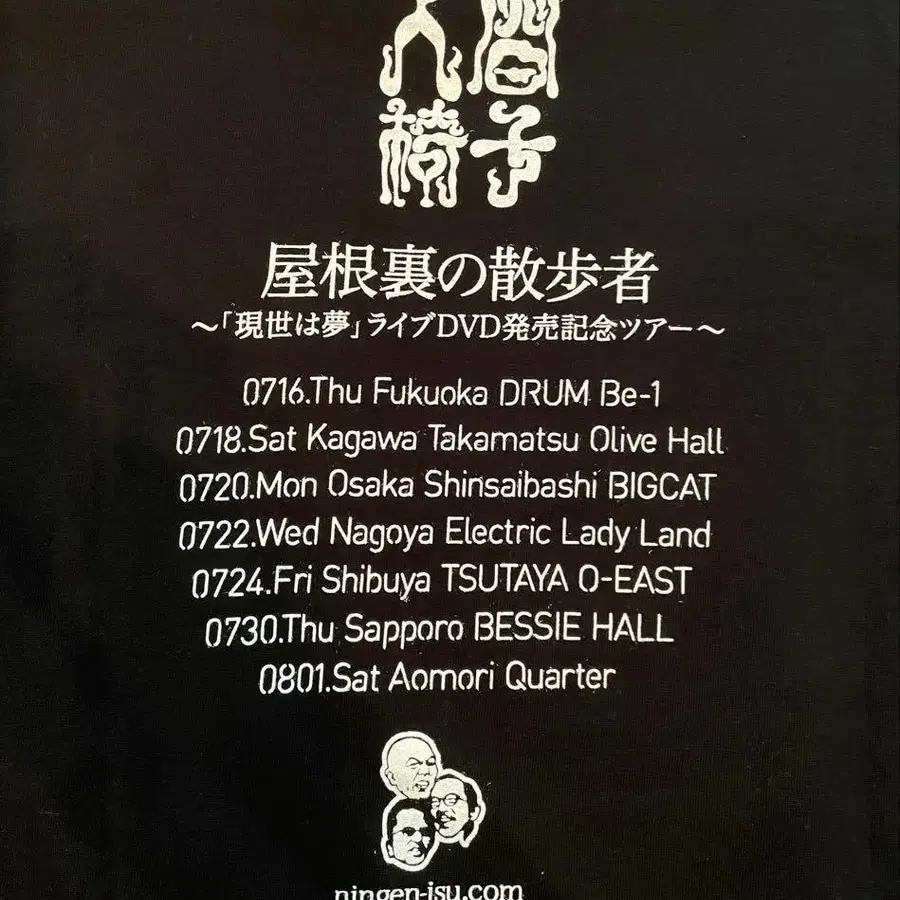 人間
椅子
屋根裏の散歩者
～「現世は夢」ライブDVD発売記念ツアー～
0716.Thu Fukuoka DRUM Be-1
0718.Sat Kagawa Takamatsu Olive Hall
0720.Mon Osaka Shinsaibashi BIGCAT
0722.Wed Nagoya Electric Lady Land
0724.Fri Shibuya TSUTAYA O-EAST
0730.Thu Sapporo BESSIE HALL
0801.Sat Aomori Quarter
ningen-isu.com